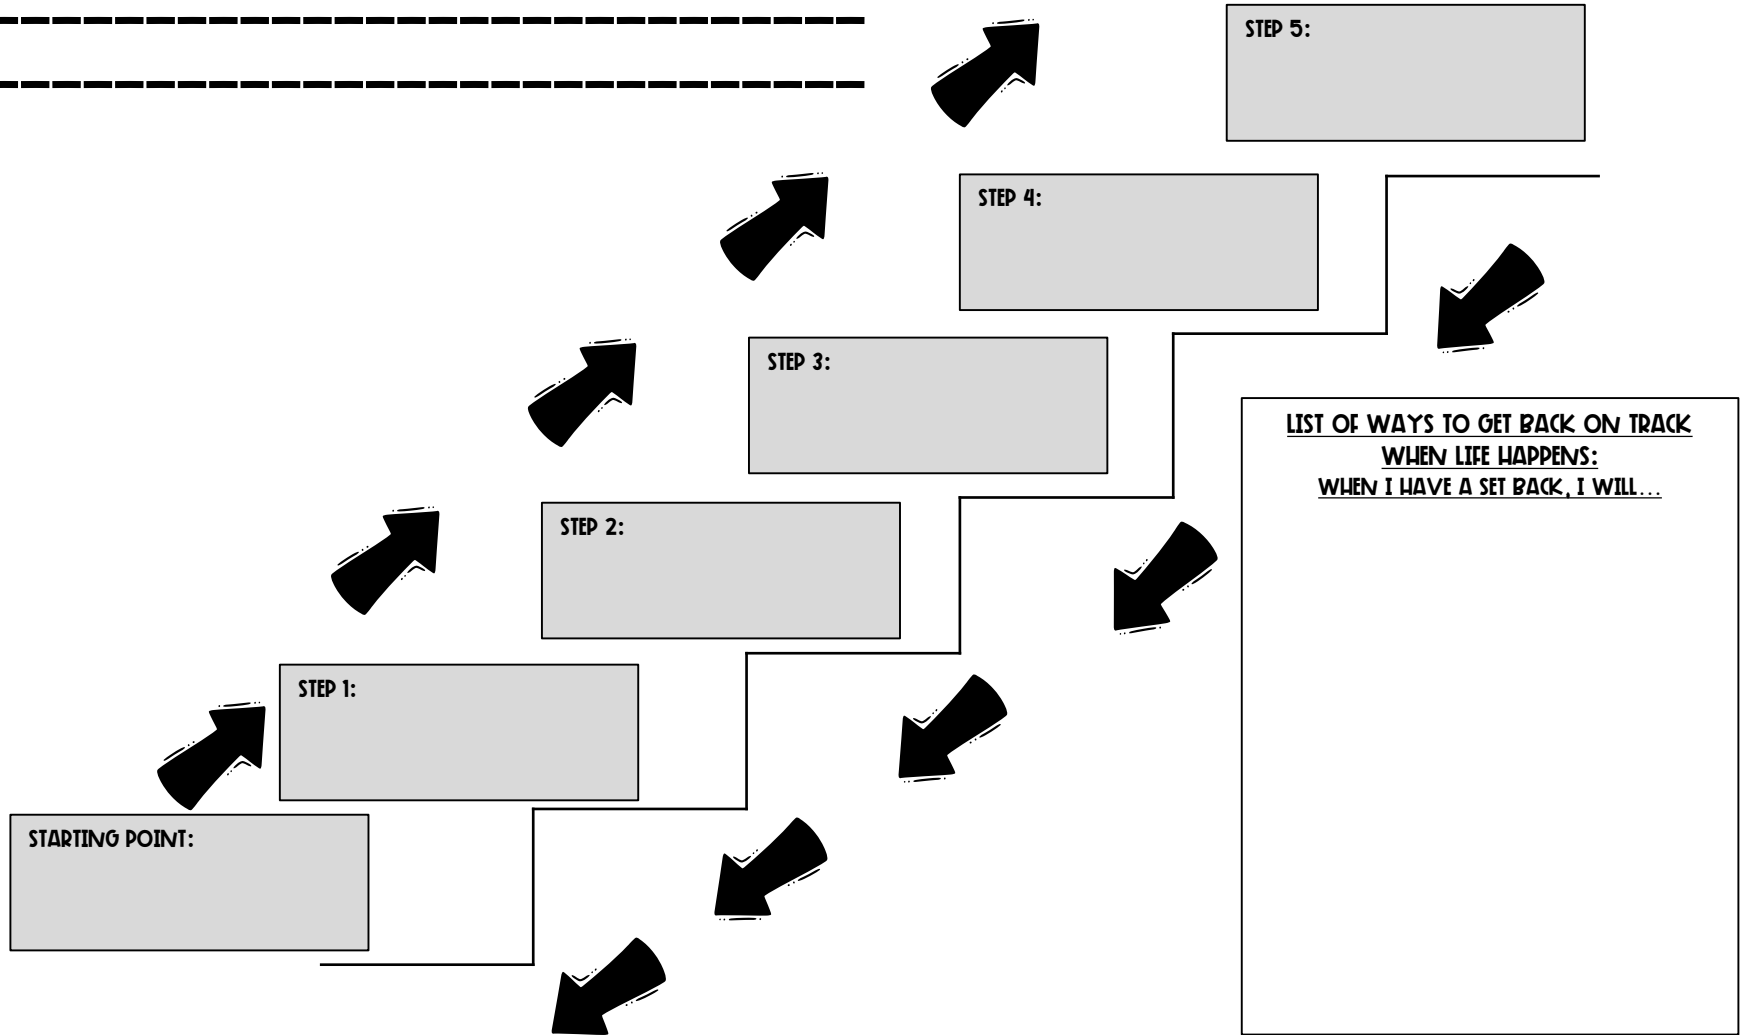 STEP 5:
STEP 4:
STEP 3:
LIST OF WAYS TO GET BACK ON TRACK
WHEN LIFE HAPPENS:
WHEN I HAVE A SET BACK, I WILL...
STEP 2:
STEP 1:
STARTING POINT: